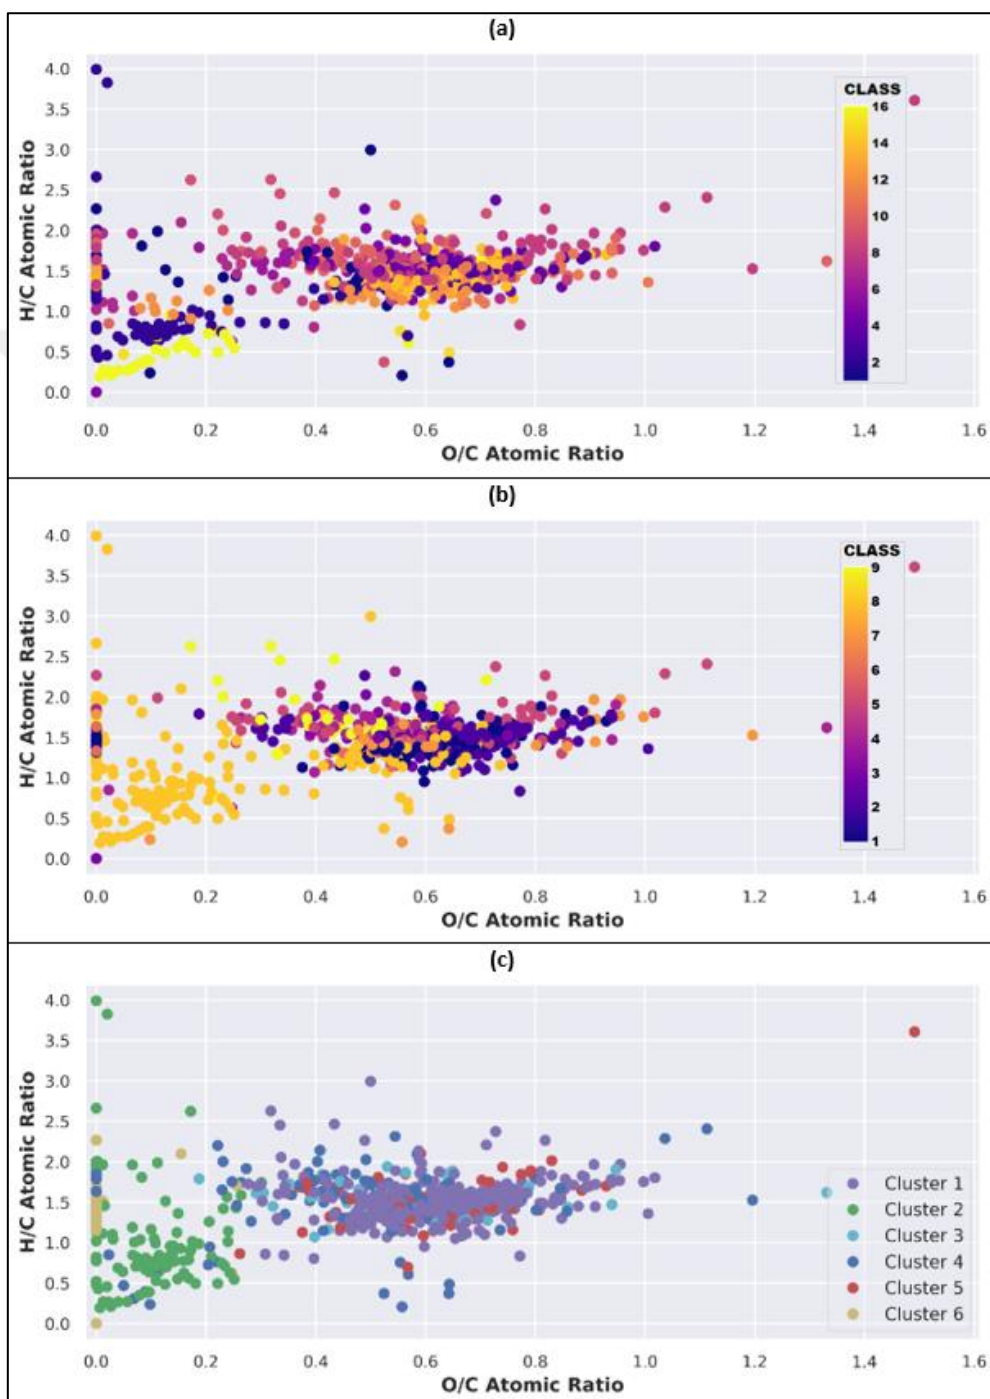 (a)
H/C Atomic Ratio
4.0
3.5
3.0
2.5
2.0
1.5
1.0
0.5
0.0
CLASS
16
14
12
10
8
6
4
2
0.0 0.2 0.4 0.6 0.8 1.0 1.2 1.4 1.6
O/C Atomic Ratio
(b)
H/C Atomic Ratio
4.0
3.5
3.0
2.5
2.0
1.5
1.0
0.5
0.0
CLASS
9
8
7
6
5
4
3
2
1
0.0 0.2 0.4 0.6 0.8 1.0 1.2 1.4 1.6
O/C Atomic Ratio
(c)
H/C Atomic Ratio
4.0
3.5
3.0
2.5
2.0
1.5
1.0
0.5
0.0
Cluster 1
Cluster 2
Cluster 3
Cluster 4
Cluster 5
Cluster 6
0.0 0.2 0.4 0.6 0.8 1.0 1.2 1.4 1.6
O/C Atomic Ratio